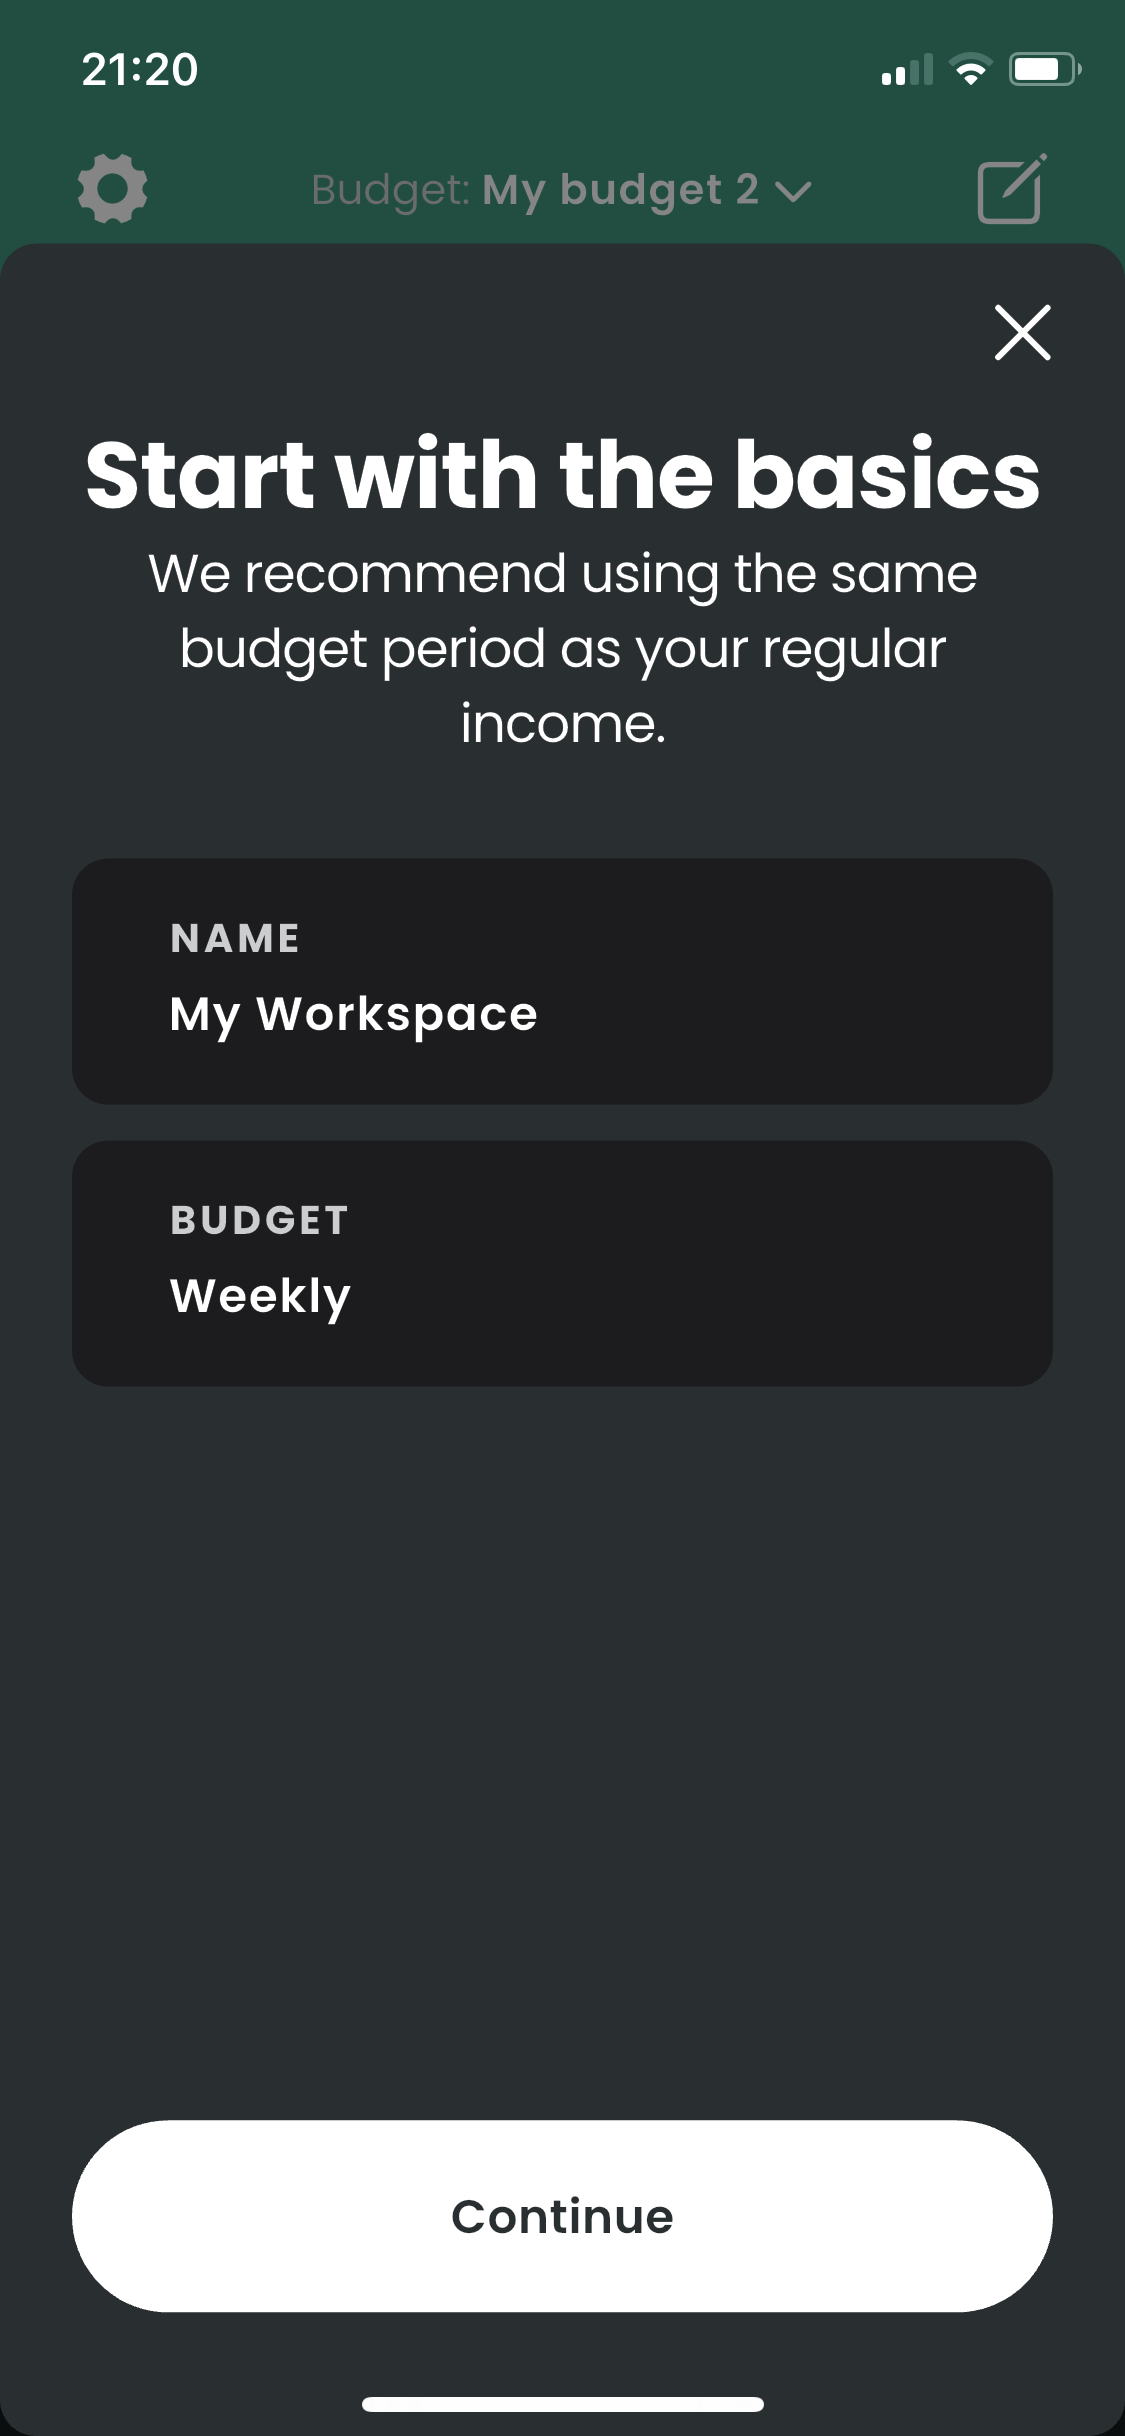 21:20
Budget: My budget 2
Start with the basics
We recommend using the same
budget period as your regular
income.
NAME
My Workspace
BUDGET
Weekly
Continue